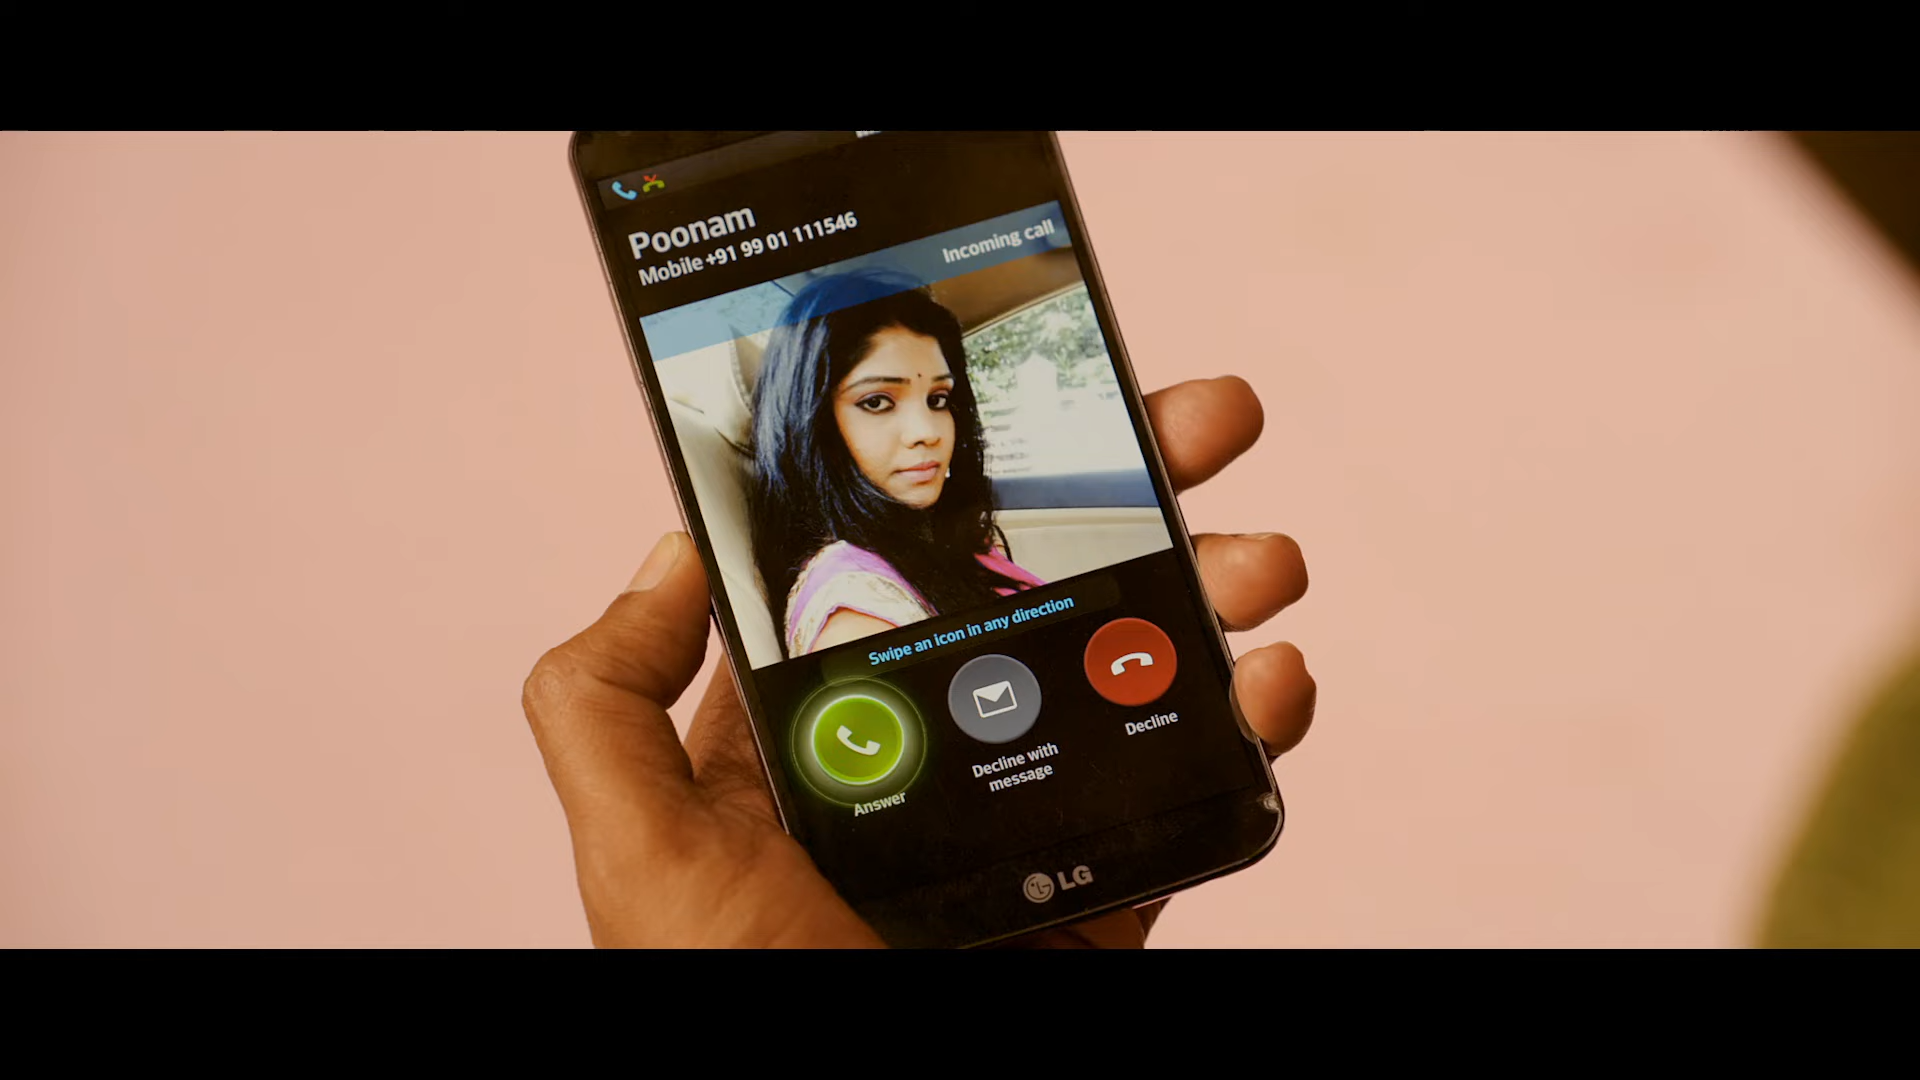 Poonam
Mobile +91 99 01 111546
Incoming call
Swipe an icon in any direction
Answer
Decline with
message
Decline
LG